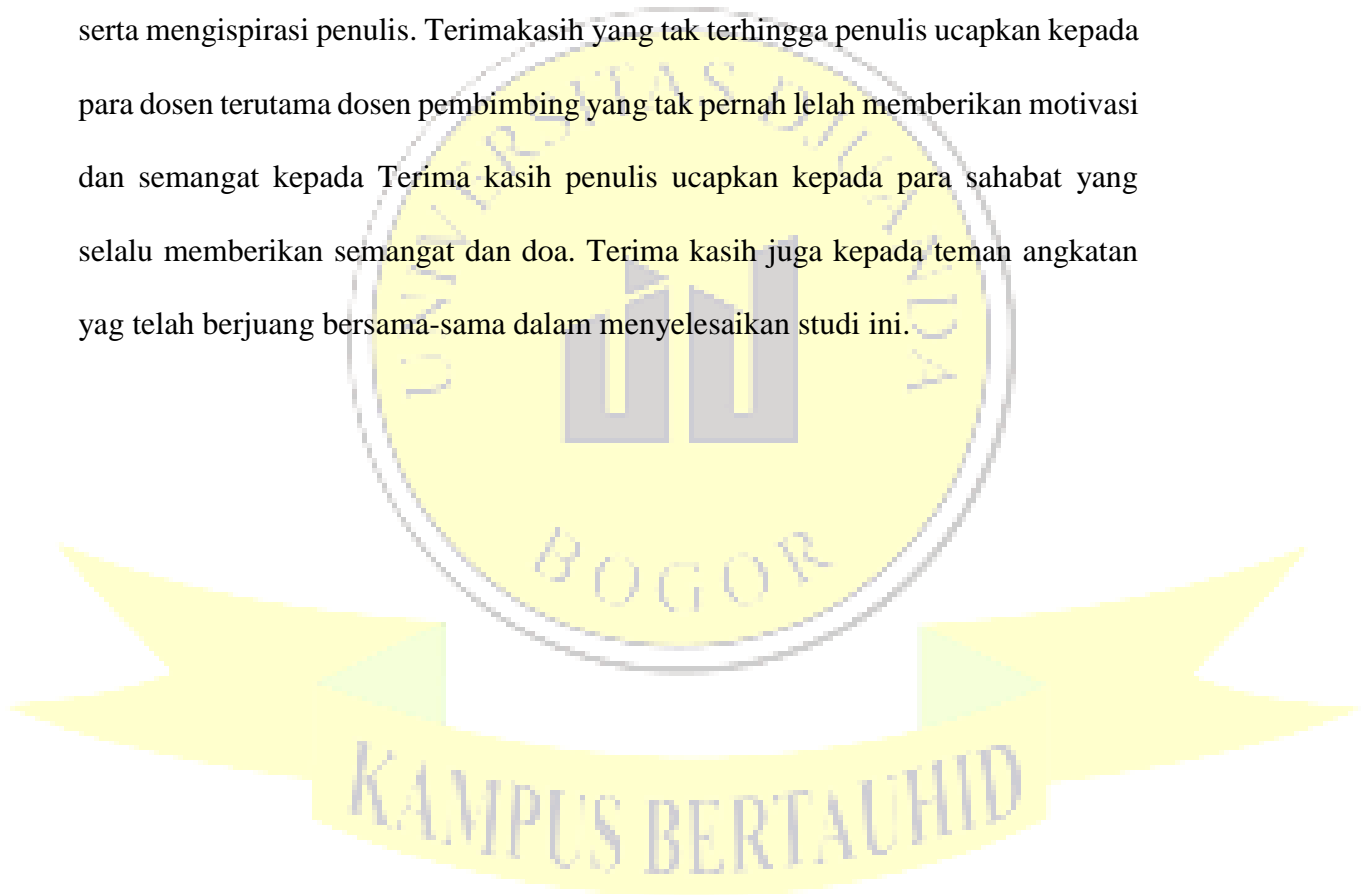 serta mengispirasi penulis. Terimakasih yang tak terhingga penulis ucapkan kepada
para dosen terutama dosen pembimbing yang tak pernah lelah memberikan motivasi
dan semangat kepada Terima kasih penulis ucapkan kepada para sahabat yang
selalu memberikan semangat dan doa. Terima kasih juga kepada teman angkatan
yag telah berjuang bersama-sama dalam menyelesaikan studi ini.
UNIVERSITAS DJUANDA
BOGOR
KAMPUS BERTAUHID